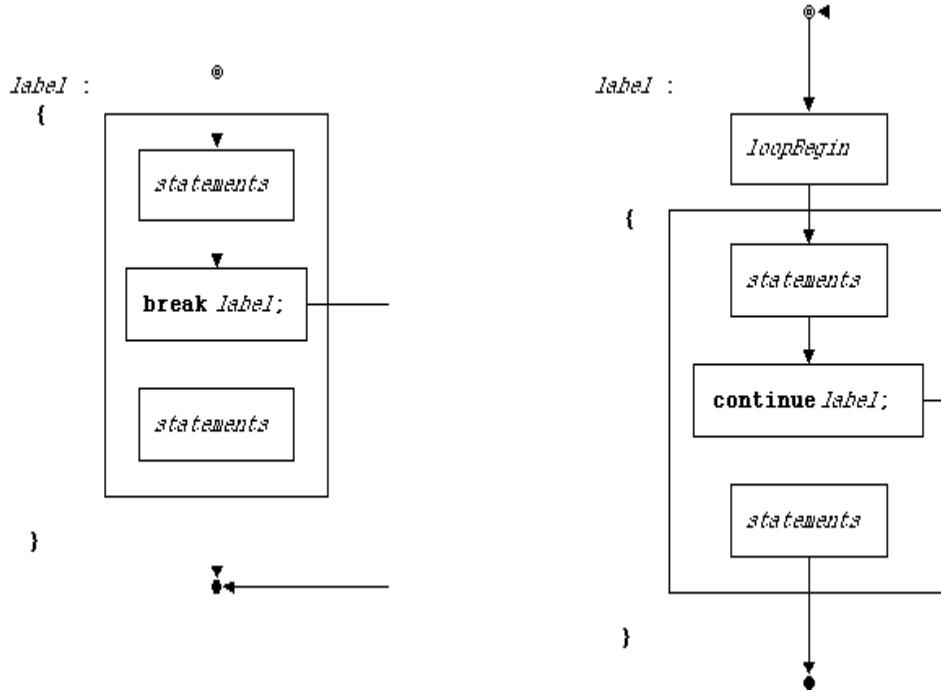 label :
{
statements
break label;
statements
}
label :
loopBegin
{
statements
continue label;
statements
}